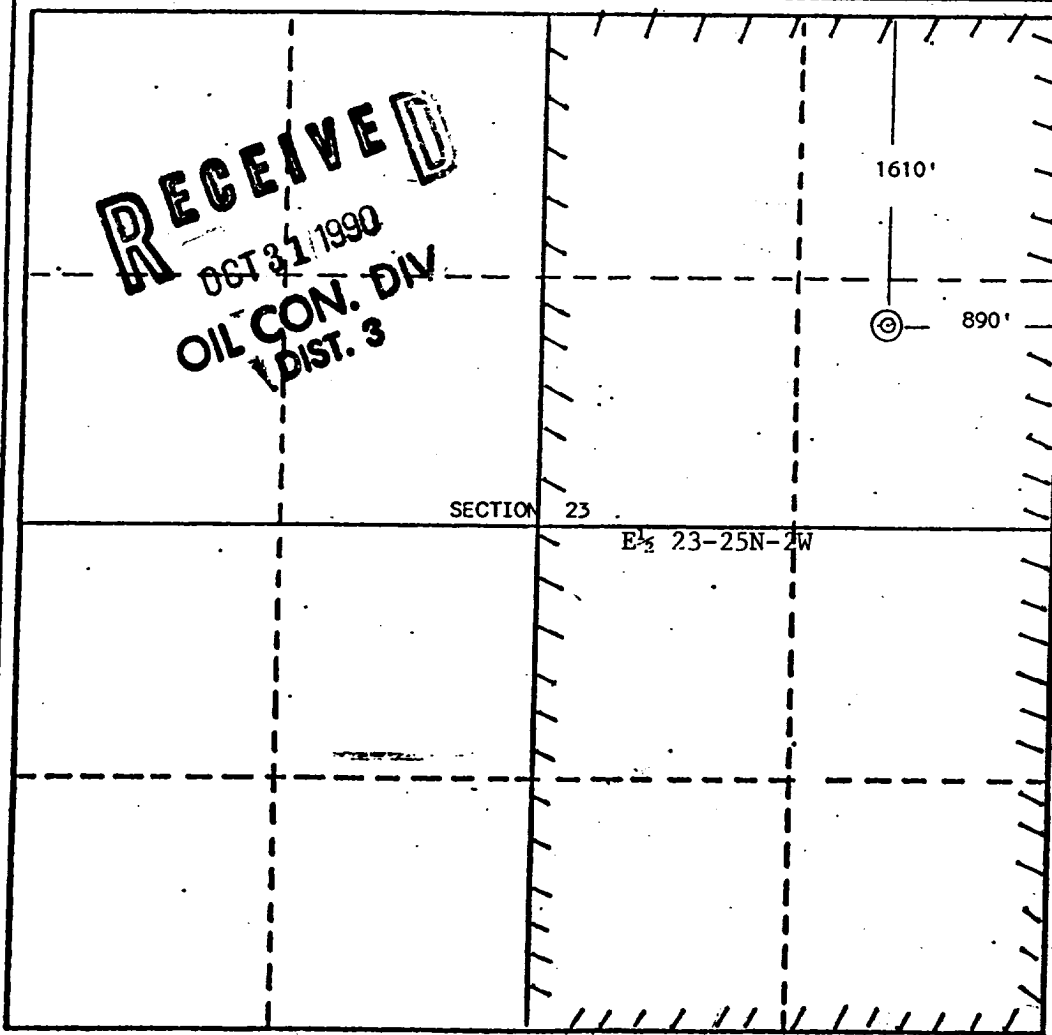 RECEIVED
OCT 31 1990
OIL CON. DIV
DIST. 3
1610'
890'
SECTION 23
E½ 23-25N-2W